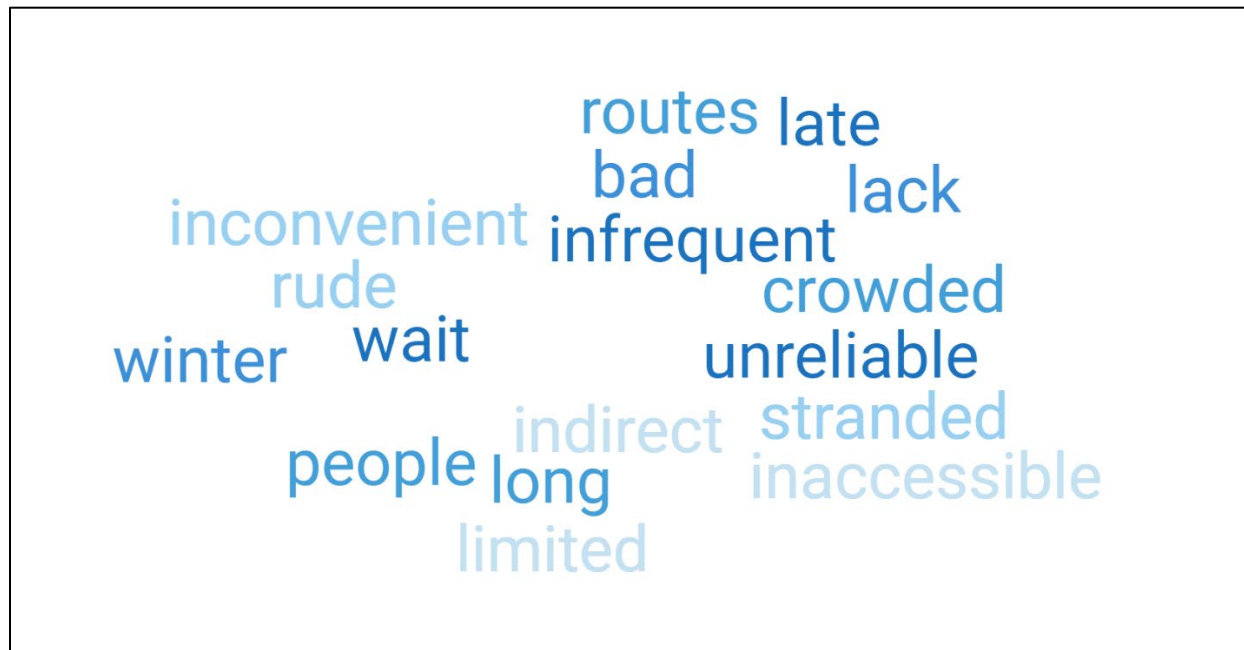 routes late
bad lack
inconvenient infrequent
rude crowded
winter wait unreliable
indirect stranded
people long inaccessible
limited